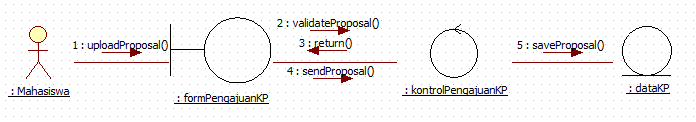 2 : validateProposal()
1 : uploadProposal()
3 : return()
5 : saveProposal()
4 : sendProposal()
: Mahasiswa
: formPengajuanKP
: kontrolPengajuanKP
: dataKP